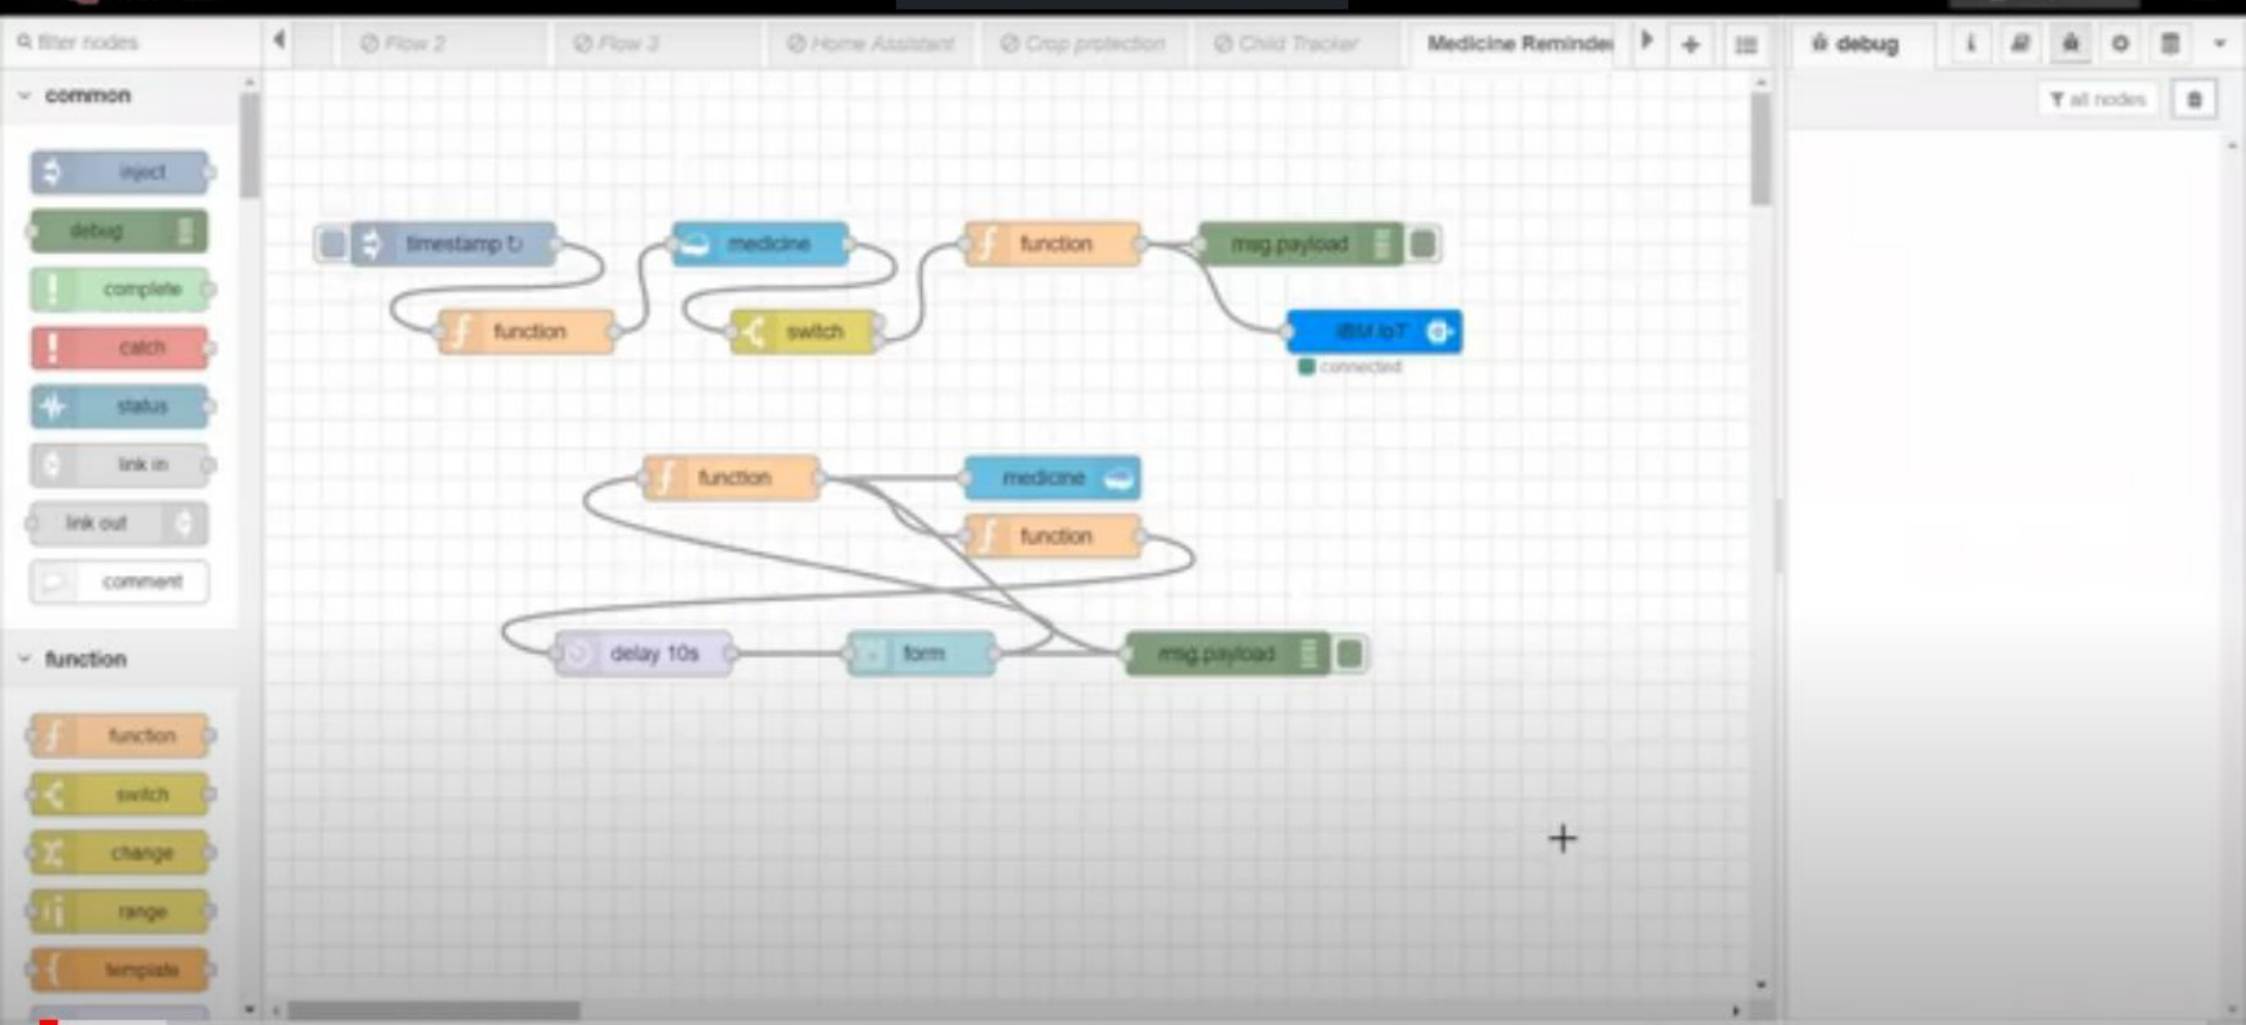 filter nodes
Flow 2
Flow 3
Home Assistant
Crop protection
Child Tracker
Medicine Reminder
debug
all nodes
common
inject
debug
complete
catch
status
link in
link out
comment
function
function
switch
change
range
template
timestamp ↻
medicine
function
msg.payload
function
switch
IBM IoT
connected
function
medicine
function
delay 10s
form
msg.payload